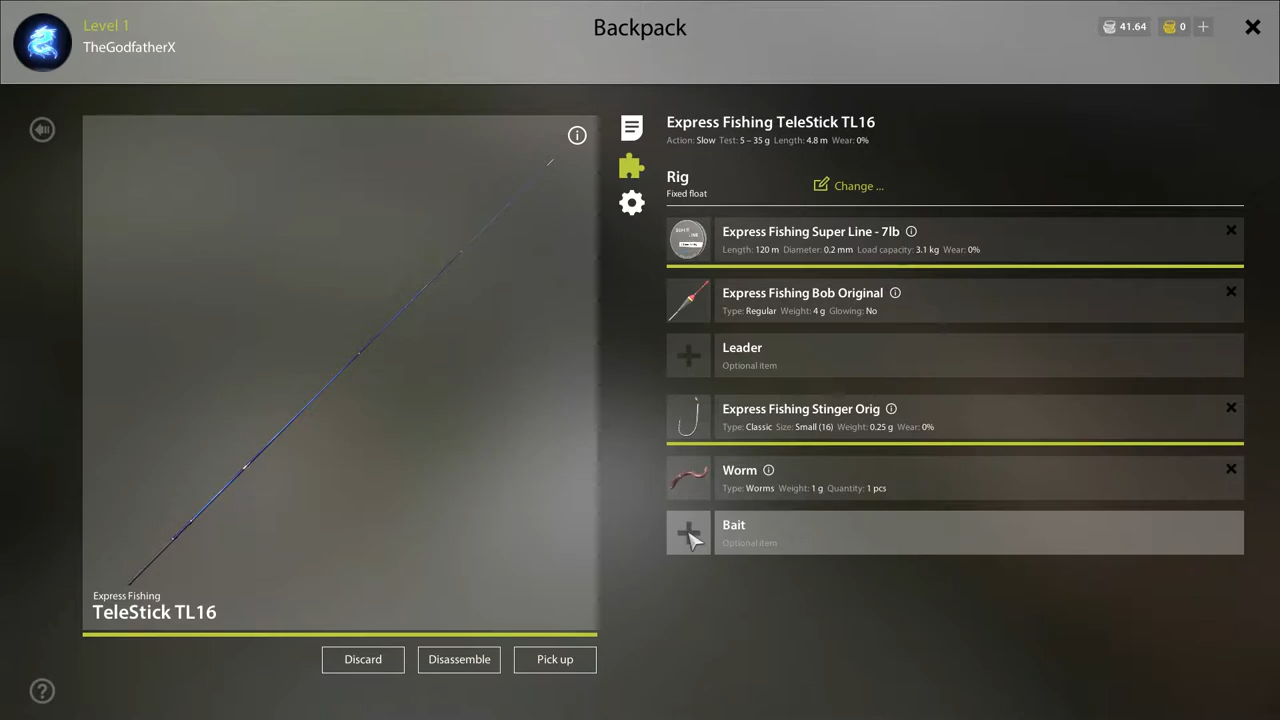 Level 1
TheGodfatherX
Backpack
41.64
0
Express Fishing TeleStick TL16
Action: Slow Test: 5 – 35 g Length: 4.8 m Wear: 0%
Rig
Fixed float
Change ...
Express Fishing Super Line - 7lb
Length: 120 m Diameter: 0.2 mm Load capacity: 3.1 kg Wear: 0%
Express Fishing Bob Original
Type: Regular Weight: 4 g Glowing: No
Leader
Optional item
Express Fishing Stinger Orig
Type: Classic Size: Small (16) Weight: 0.25 g Wear: 0%
Worm
Type: Worms Weight: 1 g Quantity: 1 pcs
Bait
Optional item
Express Fishing
TeleStick TL16
Discard
Disassemble
Pick up